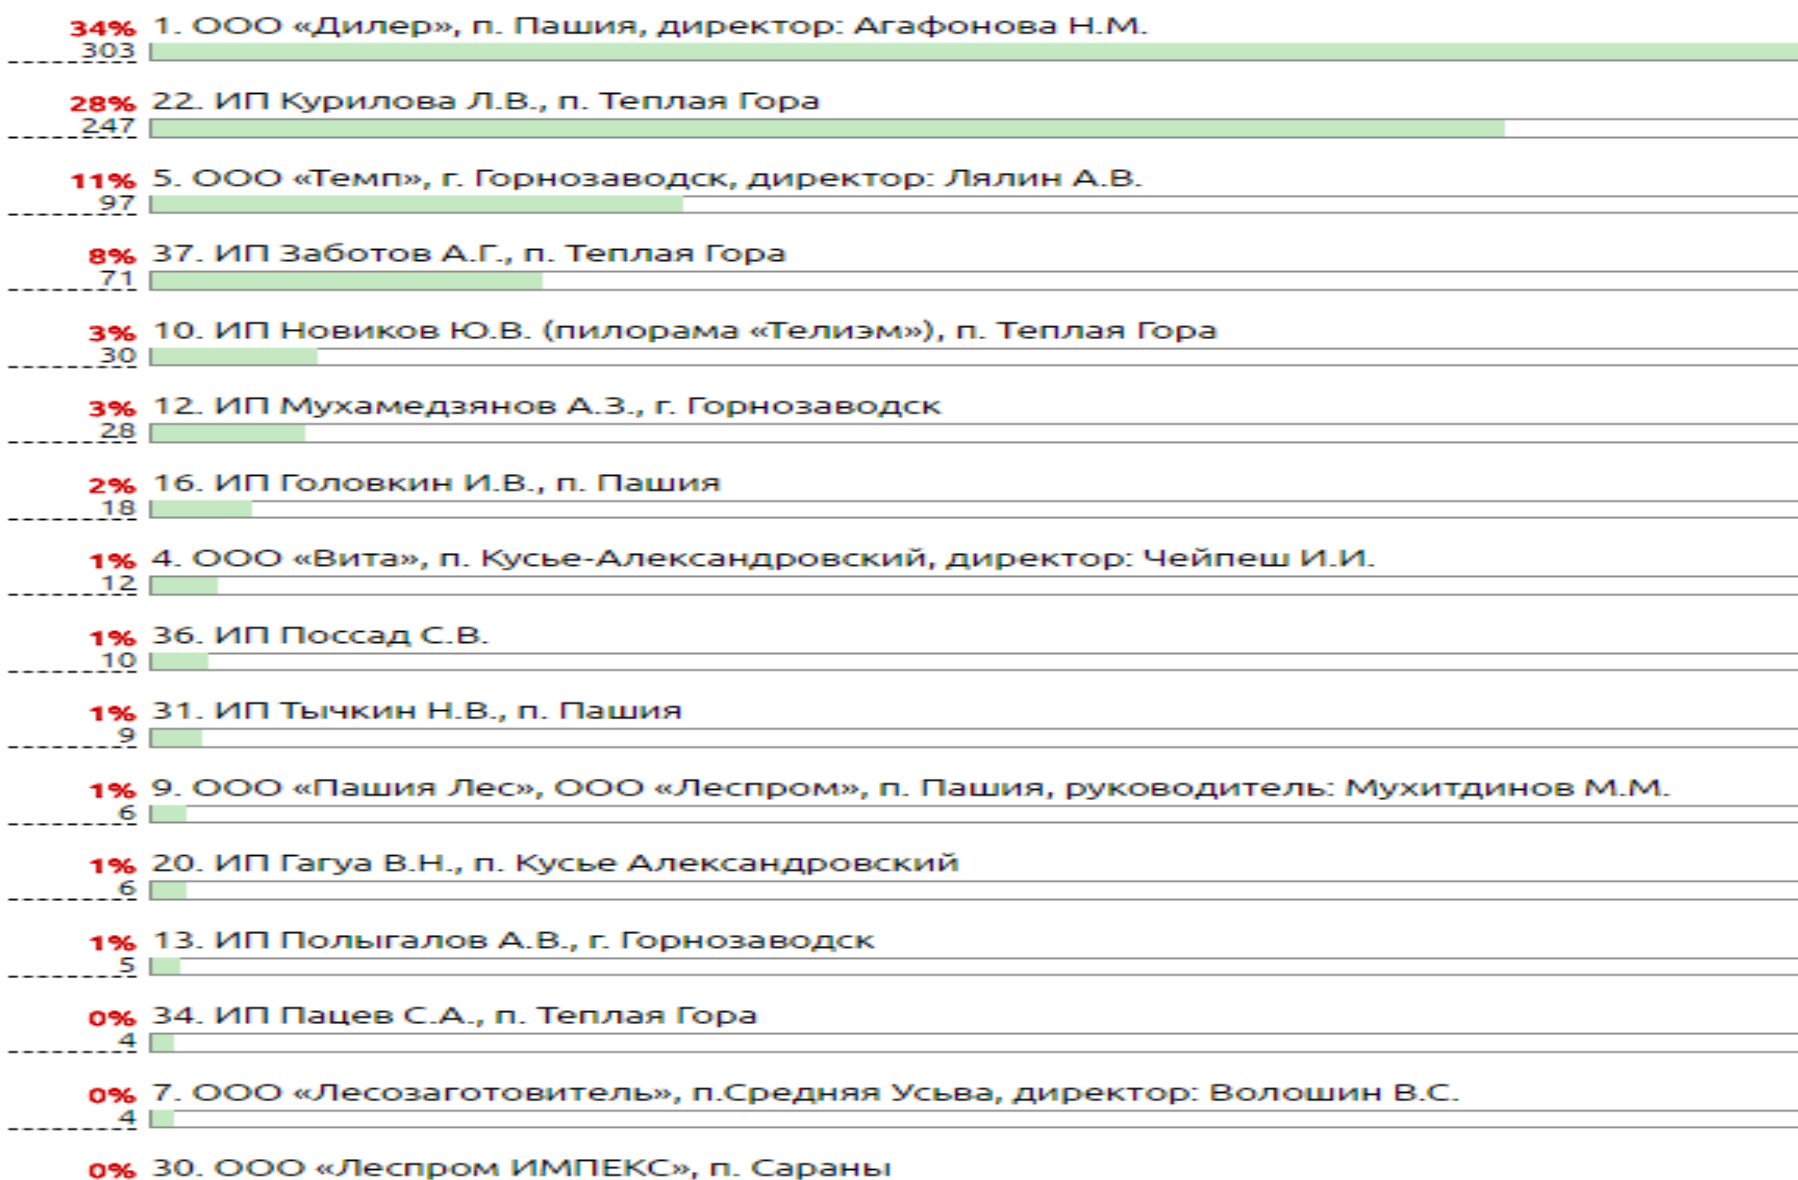 34% 1. ООО «Дилер», п. Пашия, директор: Агафонова Н.М.
303
28% 22. ИП Курилова Л.В., п. Теплая Гора
247
11% 5. ООО «Темп», г. Горнозаводск, директор: Лялин А.В.
97
8% 37. ИП Заботов А.Г., п. Теплая Гора
71
3% 10. ИП Новиков Ю.В. (пилорама «Телиэм»), п. Теплая Гора
30
3% 12. ИП Мухамедзянов А.З., г. Горнозаводск
28
2% 16. ИП Головкин И.В., п. Пашия
18
1% 4. ООО «Вита», п. Кусье-Александровский, директор: Чейпеш И.И.
12
1% 36. ИП Поссад С.В.
10
1% 31. ИП Тычкин Н.В., п. Пашия
9
1% 9. ООО «Пашия Лес», ООО «Леспром», п. Пашия, руководитель: Мухитдинов М.М.
6
1% 20. ИП Гагуа В.Н., п. Кусье Александровский
6
1% 13. ИП Полыгалов А.В., г. Горнозаводск
5
0% 34. ИП Пацев С.А., п. Теплая Гора
4
0% 7. ООО «Лесозаготовитель», п.Средняя Усьва, директор: Волошин В.С.
4
0% 30. ООО «Леспром ИМПЕКС», п. Сараны